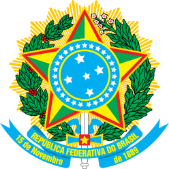 REPÚBLICA FEDERATIVA DO BRASIL
15 de Novembro de 1889